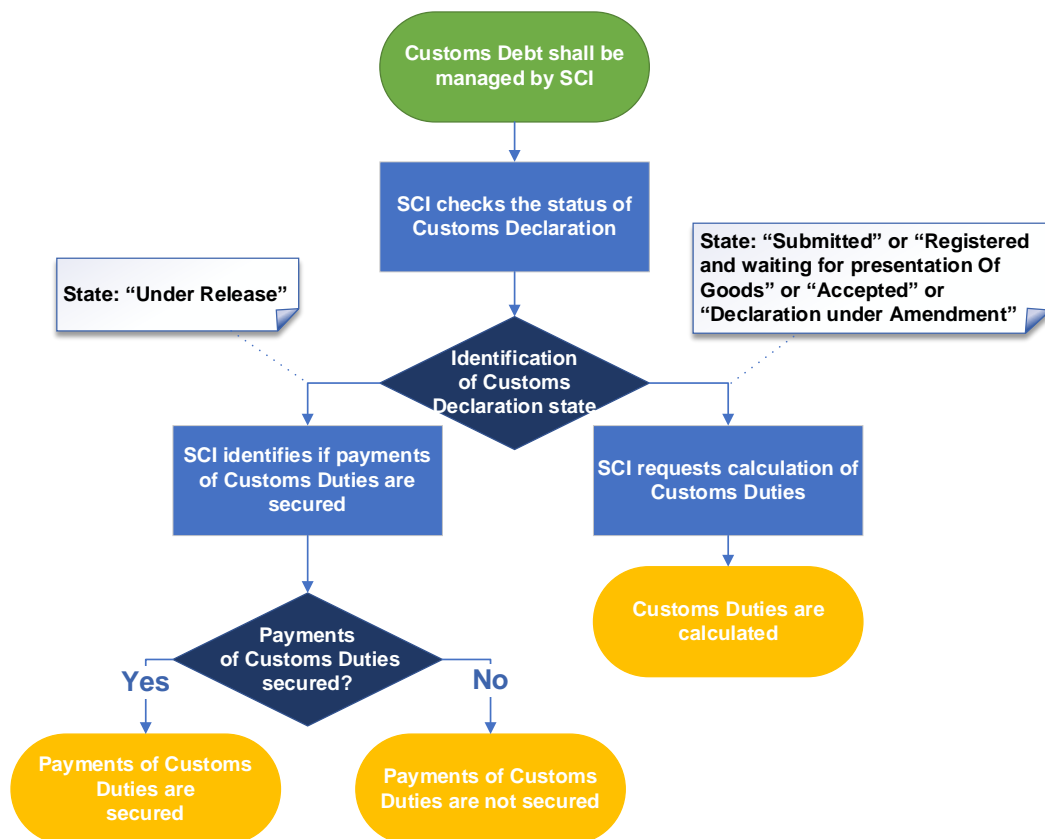 Customs Debt shall be
managed by SCI
SCI checks the status of
Customs Declaration
State: “Submitted” or “Registered
and waiting for presentation Of
Goods” or “Accepted” or
“Declaration under Amendment”
State: “Under Release”
Identification
of Customs
Declaration state
SCI identifies if payments
of Customs Duties are
secured
SCI requests calculation of
Customs Duties
Customs Duties are
calculated
Payments
of Customs Duties
secured?
Yes
No
Payments of Customs
Duties are
secured
Payments of Customs
Duties are not secured